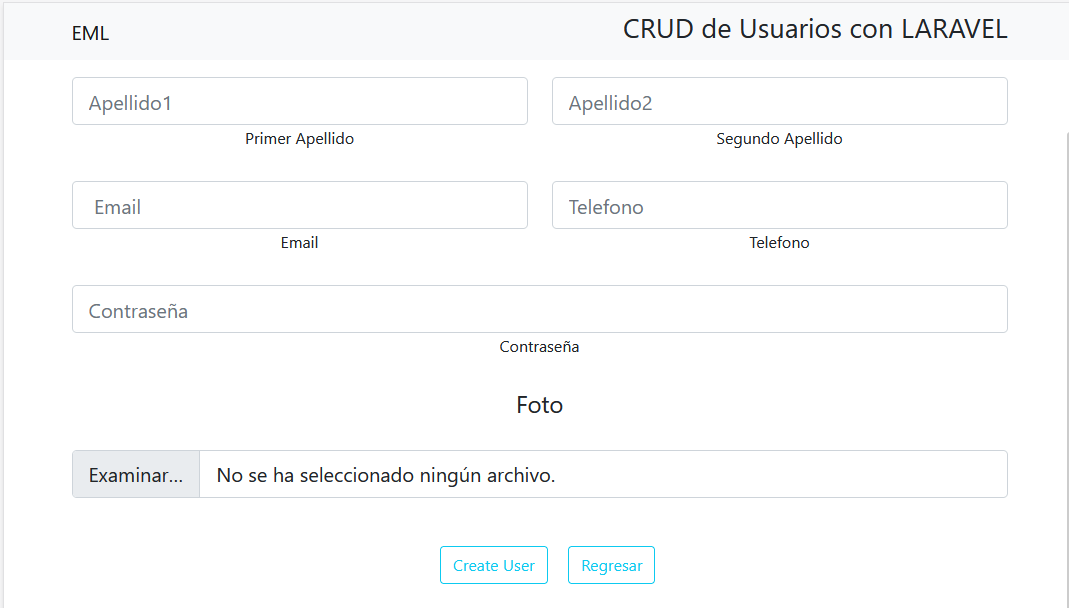 EML
CRUD de Usuarios con LARAVEL
Apellido1
Apellido2
Primer Apellido
Segundo Apellido
Email
Telefono
Email
Telefono
Contraseña
Contraseña
Foto
Examinar...
No se ha seleccionado ningún archivo.
Create User
Regresar